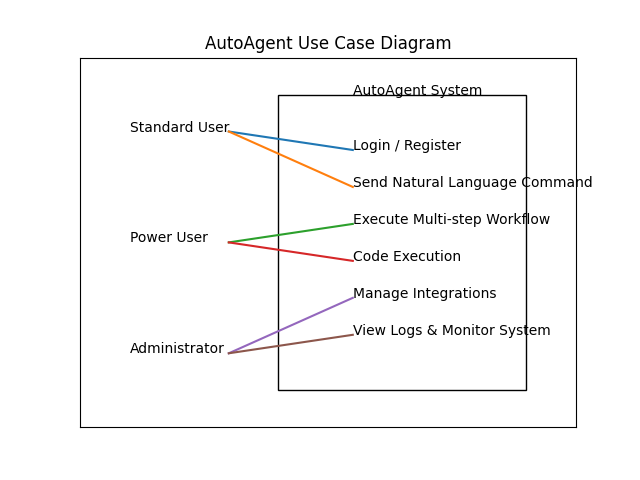 AutoAgent Use Case Diagram
AutoAgent System
Standard User
Login / Register
Send Natural Language Command
Execute Multi-step Workflow
Power User
Code Execution
Manage Integrations
View Logs & Monitor System
Administrator